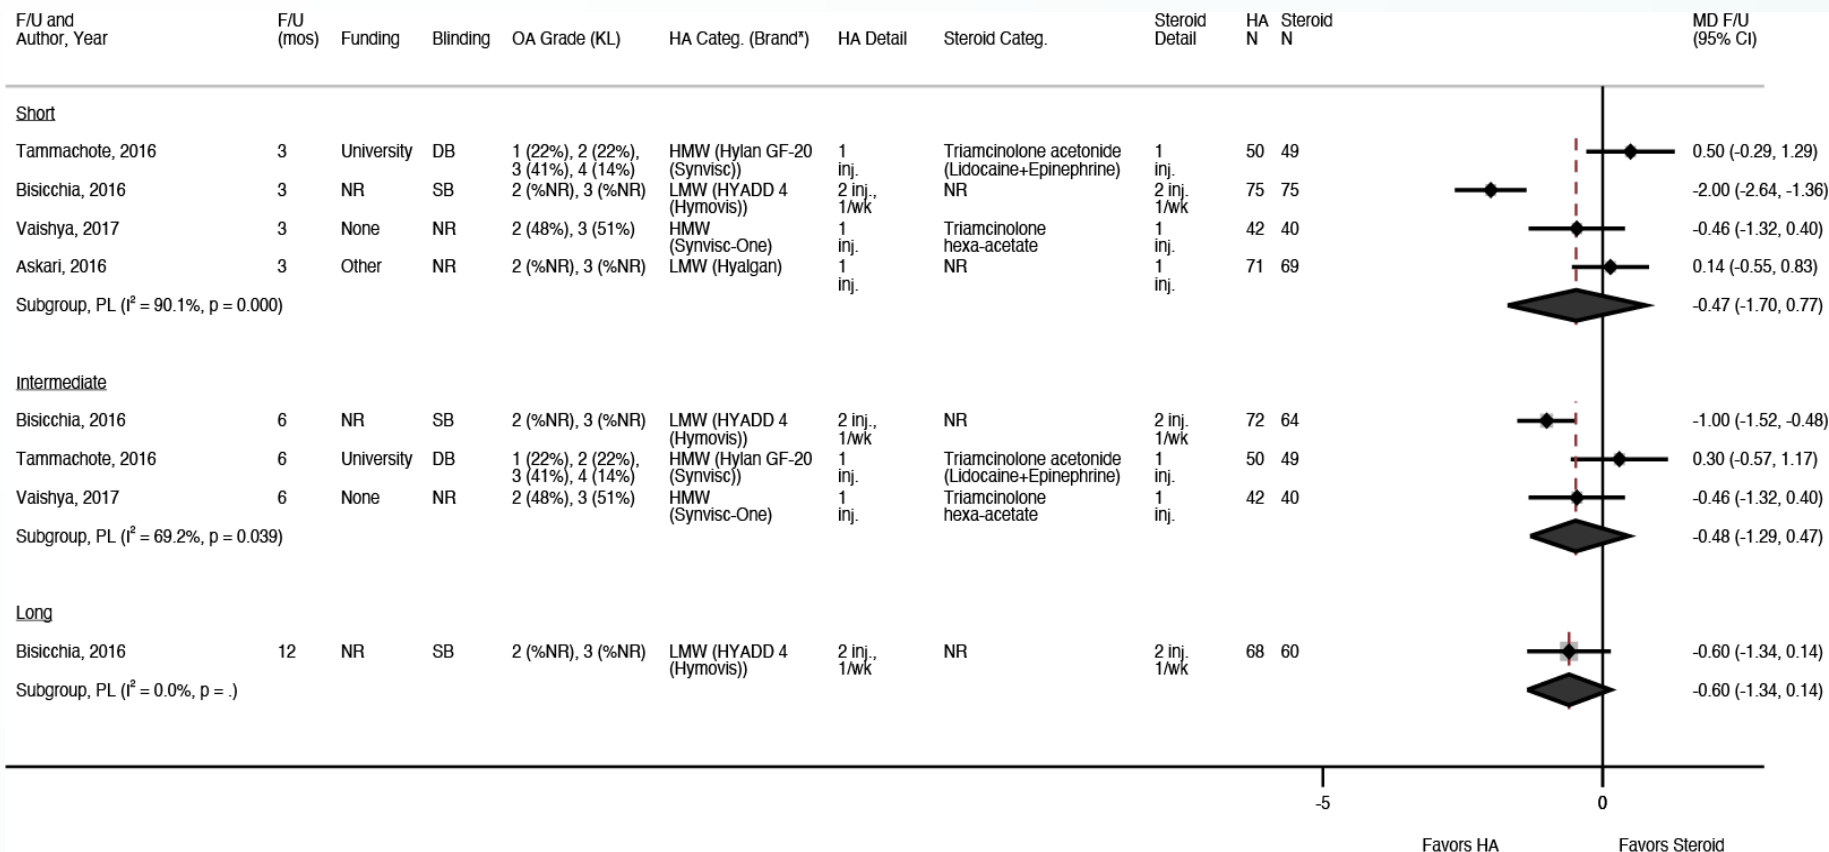 F/U and Author, Year F/U (mos) Funding Blinding OA Grade (KL) HA Categ. (Brand*) HA Detail Steroid Categ. Steroid Detail HA N Steroid N MD F/U (95% CI)
Short
Tammachote, 2016 3 University DB 1 (22%), 2 (22%), 3 (41%), 4 (14%) HMW (Hylan GF-20 (Synvisc)) 1 inj. Triamcinolone acetonide (Lidocaine+Epinephrine) 1 inj. 50 49 0.50 (-0.29, 1.29)
Bisicchia, 2016 3 NR SB 2 (%NR), 3 (%NR) LMW (HYADD 4 (Hymovis)) 2 inj., 1/wk NR 2 inj. 1/wk 75 75 -2.00 (-2.64, -1.36)
Vaishya, 2017 3 None NR 2 (48%), 3 (51%) HMW (Synvisc-One) 1 inj. Triamcinolone hexa-acetate 1 inj. 42 40 -0.46 (-1.32, 0.40)
Askari, 2016 3 Other NR 2 (%NR), 3 (%NR) LMW (Hyalgan) 1 inj. NR 1 inj. 71 69 0.14 (-0.55, 0.83)
Subgroup, PL (I² = 90.1%, p = 0.000) -0.47 (-1.70, 0.77)
Intermediate
Bisicchia, 2016 6 NR SB 2 (%NR), 3 (%NR) LMW (HYADD 4 (Hymovis)) 2 inj., 1/wk NR 2 inj. 1/wk 72 64 -1.00 (-1.52, -0.48)
Tammachote, 2016 6 University DB 1 (22%), 2 (22%), 3 (41%), 4 (14%) HMW (Hylan GF-20 (Synvisc)) 1 inj. Triamcinolone acetonide (Lidocaine+Epinephrine) 1 inj. 50 49 0.30 (-0.57, 1.17)
Vaishya, 2017 6 None NR 2 (48%), 3 (51%) HMW (Synvisc-One) 1 inj. Triamcinolone hexa-acetate 1 inj. 42 40 -0.46 (-1.32, 0.40)
Subgroup, PL (I² = 69.2%, p = 0.039) -0.48 (-1.29, 0.47)
Long
Bisicchia, 2016 12 NR SB 2 (%NR), 3 (%NR) LMW (HYADD 4 (Hymovis)) 2 inj., 1/wk NR 2 inj. 1/wk 68 60 -0.60 (-1.34, 0.14)
Subgroup, PL (I² = 0.0%, p = .) -0.60 (-1.34, 0.14)
-5 0
Favors HA Favors Steroid